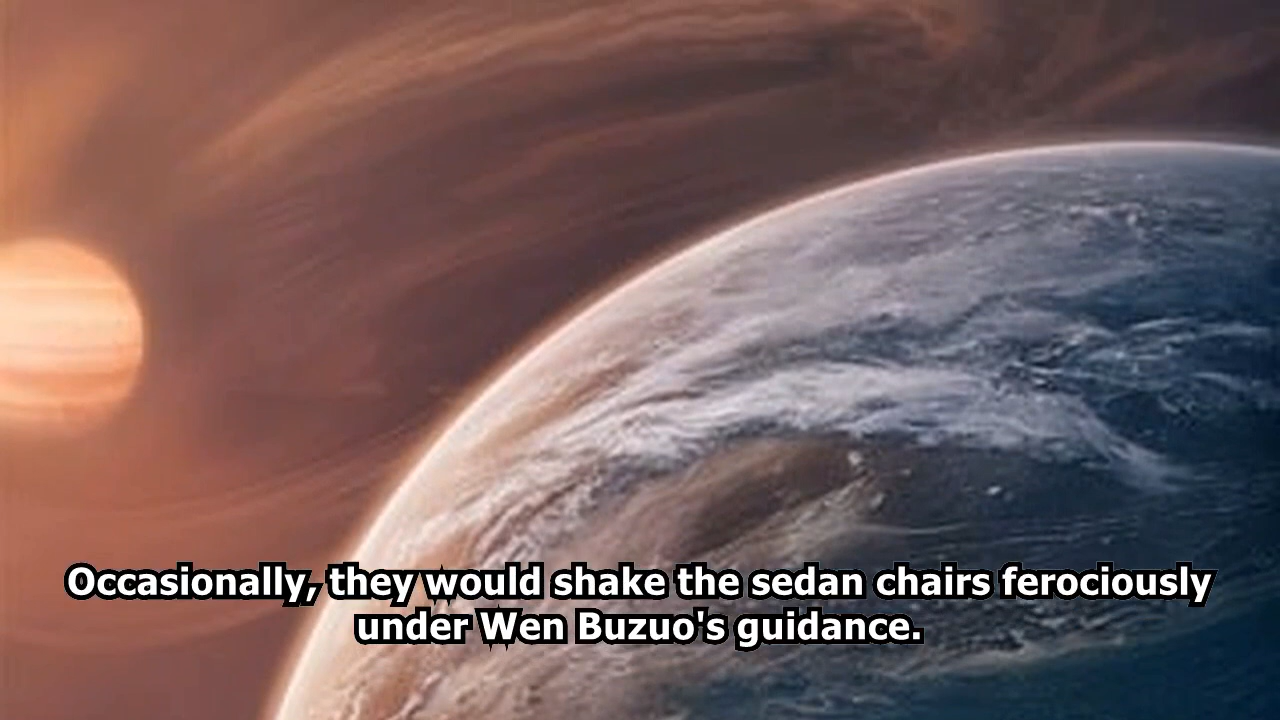 Occasionally, they would shake the sedan chairs ferociously
under Wen Buzuo's guidance.